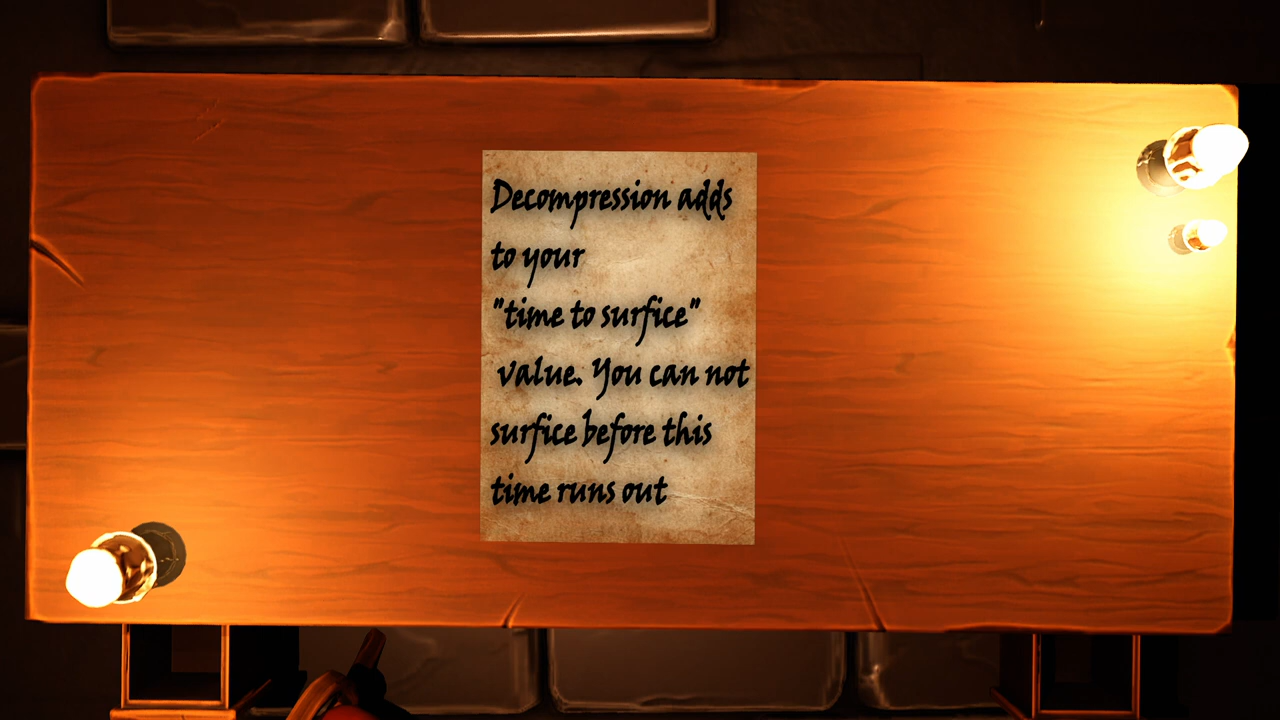 Decompression adds
to your
"time to surfice"
value. You can not
surfice before this
time runs out